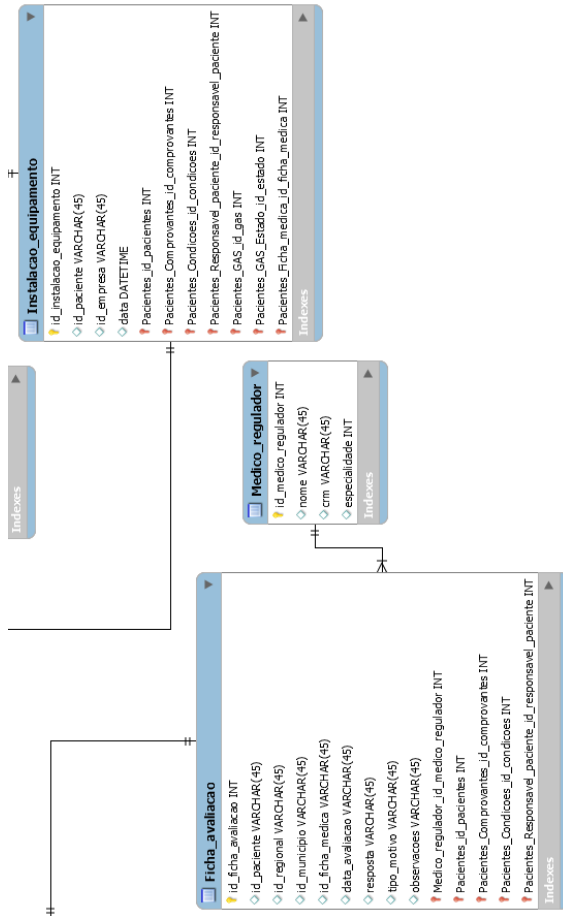 Indexes
Ficha_avaliacao
id_ficha_avaliacao INT
id_paciente VARCHAR(45)
id_regional VARCHAR(45)
id_municipio VARCHAR(45)
id_ficha_medica VARCHAR(45)
data_avaliacao VARCHAR(45)
resposta VARCHAR(45)
tipo_motivo VARCHAR(45)
observacoes VARCHAR(45)
Medico_regulador_id_medico_regulador INT
Pacientes_id_pacientes INT
Pacientes_Comprovantes_id_comprovantes INT
Pacientes_Condicoes_id_condicoes INT
Pacientes_Responsavel_paciente_id_responsavel_paciente INT
Indexes
Medico_regulador
id_medico_regulador INT
nome VARCHAR(45)
crm VARCHAR(45)
especialidade INT
Indexes
Instalacao_equipamento
id_instalacao_equipamento INT
id_paciente VARCHAR(45)
id_empresa VARCHAR(45)
data DATETIME
Pacientes_id_pacientes INT
Pacientes_Comprovantes_id_comprovantes INT
Pacientes_Condicoes_id_condicoes INT
Pacientes_Responsavel_paciente_id_responsavel_paciente INT
Pacientes_GAS_id_gas INT
Pacientes_GAS_Estado_id_estado INT
Pacientes_Ficha_medica_id_ficha_medica INT
Indexes